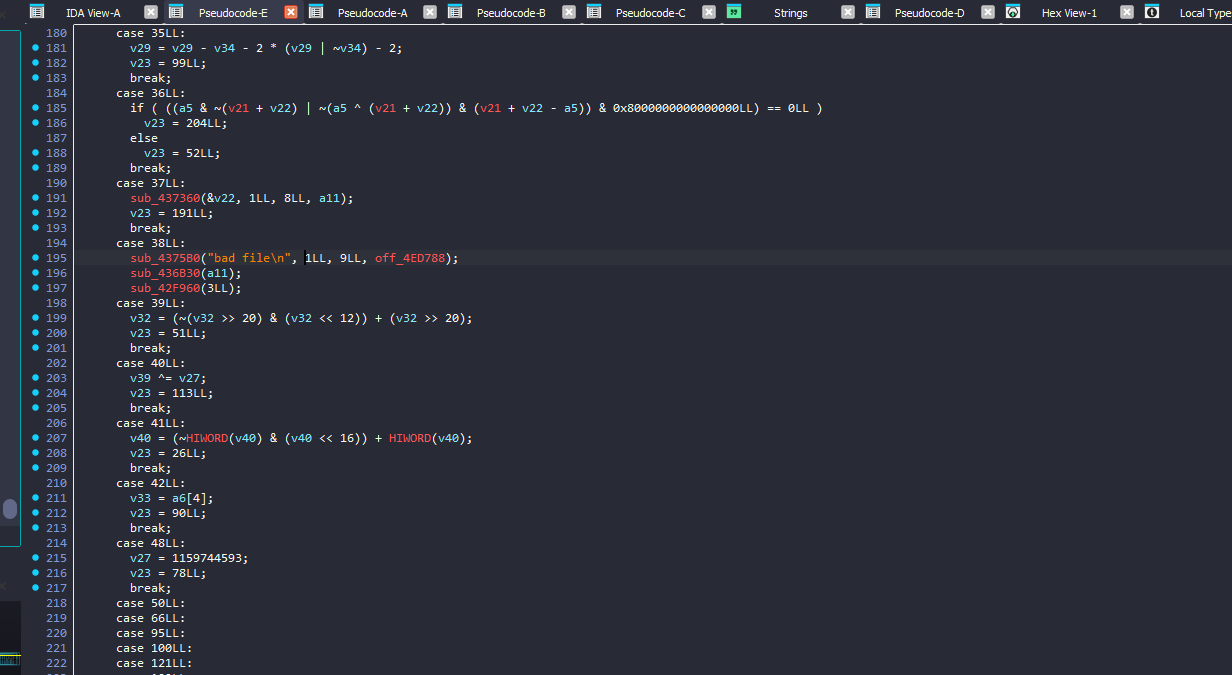 IDA View-A Pseudocode-E Pseudocode-A Pseudocode-B Pseudocode-C Strings Pseudocode-D Hex View-1 Local Type
180 case 35LL:
181 v29 = v29 - v34 - 2 * (v29 | ~v34) - 2;
182 v23 = 99LL;
183 break;
184 case 36LL:
185 if ( ((a5 & ~(v21 + v22) | ~(a5 ^ (v21 + v22)) & (v21 + v22 - a5)) & 0x8000000000000000LL) == 0LL )
186 v23 = 204LL;
187 else
188 v23 = 52LL;
189 break;
190 case 37LL:
191 sub_437360(&v22, 1LL, 8LL, a11);
192 v23 = 191LL;
193 break;
194 case 38LL:
195 sub_4375B0("bad file\n", 1LL, 9LL, off_4ED788);
196 sub_436B30(a11);
197 sub_42F960(3LL);
198 case 39LL:
199 v32 = (~(v32 >> 20) & (v32 << 12)) + (v32 >> 20);
200 v23 = 51LL;
201 break;
202 case 40LL:
203 v39 ^= v27;
204 v23 = 113LL;
205 break;
206 case 41LL:
207 v40 = (~HIWORD(v40) & (v40 << 16)) + HIWORD(v40);
208 v23 = 26LL;
209 break;
210 case 42LL:
211 v33 = a6[4];
212 v23 = 90LL;
213 break;
214 case 48LL:
215 v27 = 1159744593;
216 v23 = 78LL;
217 break;
218 case 50LL:
219 case 66LL:
220 case 95LL:
221 case 100LL:
222 case 121LL: